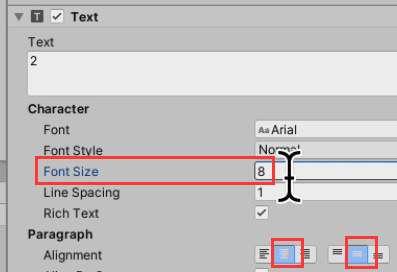 Text
Text
2
Character
Font Aa Arial
Font Style Normal
Font Size 8
Line Spacing 1
Rich Text
Paragraph
Alignment